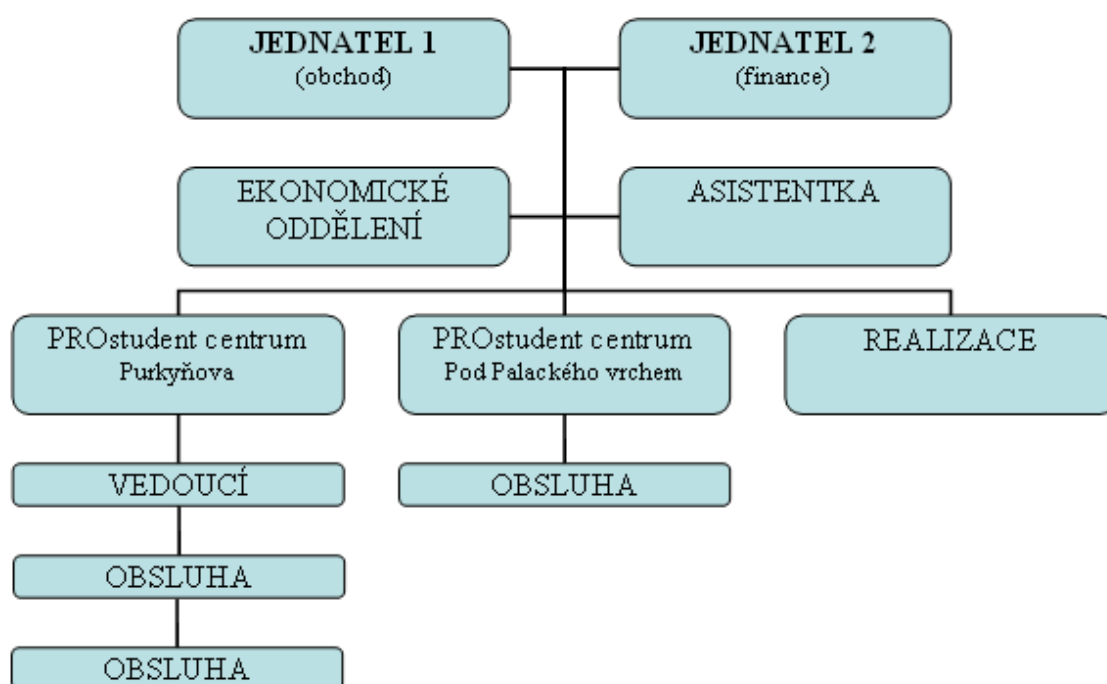 JEDNATEL 1
(obchod)
JEDNATEL 2
(finance)
EKONOMICKÉ
ODDĚLENÍ
ASISTENTKA
PROstudent centrum
Purkyňova
PROstudent centrum
Pod Palackého vrchem
REALIZACE
VEDOUCÍ
OBSLUHA
OBSLUHA
OBSLUHA